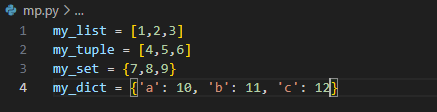 mp.py > ...
1 my_list = [1,2,3]
2 my_tuple = [4,5,6]
3 my_set = {7,8,9}
4 my_dict = {'a': 10, 'b': 11, 'c': 12}